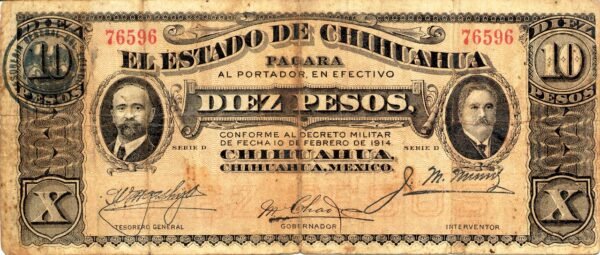 DIEZ
10
PESOS
76596
76596
DIEZ
10
PESOS
EL ESTADO DE CHIHUAHUA
PAGARA
AL PORTADOR, EN EFECTIVO
DIEZ PESOS,
CONFORME AL DECRETO MILITAR
DE FECHA 10 DE FEBRERO DE 1914.
SERIE D
SERIE D
CHIHUAHUA,
CHIHUAHUA, MEXICO.
X
X
TESORERO GENERAL
GOBERNADOR
INTERVENTOR